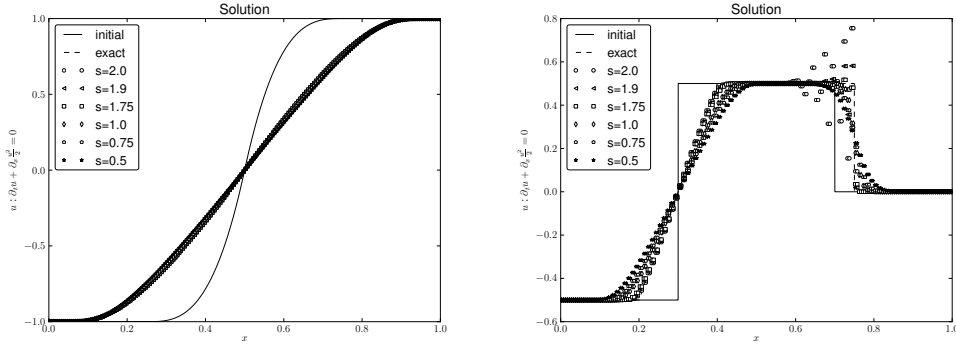 Solution
1.0
0.5
0.0
−0.5
−1.0
0.0 0.2 0.4 0.6 0.8 1.0
x
u : ∂ₜu + ∂ₓ u²/2 = 0
initial
exact
s=2.0
s=1.9
s=1.75
s=1.0
s=0.75
s=0.5
Solution
0.8
0.6
0.4
0.2
0.0
−0.2
−0.4
−0.6
0.0 0.2 0.4 0.6 0.8 1.0
x
u : ∂ₜu + ∂ₓ u²/2 = 0
initial
exact
s=2.0
s=1.9
s=1.75
s=1.0
s=0.75
s=0.5